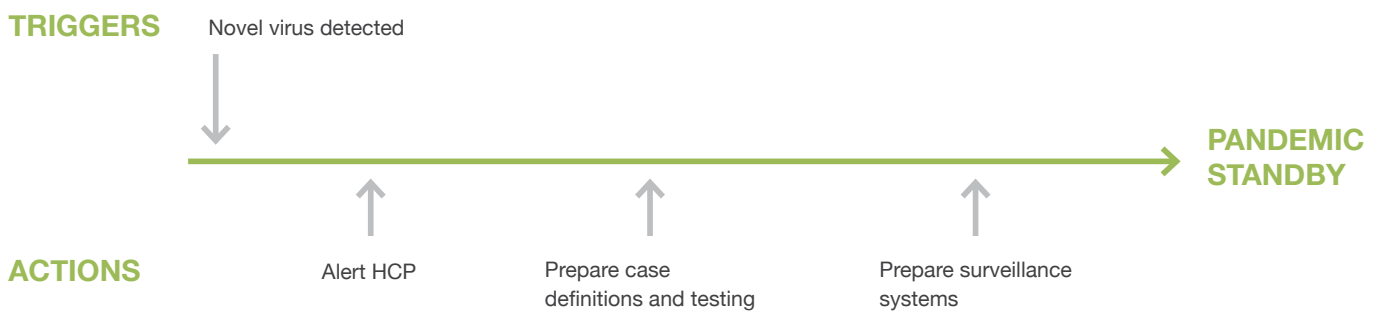 TRIGGERS
Novel virus detected
PANDEMIC
STANDBY
ACTIONS
Alert HCP
Prepare case
definitions and testing
Prepare surveillance
systems